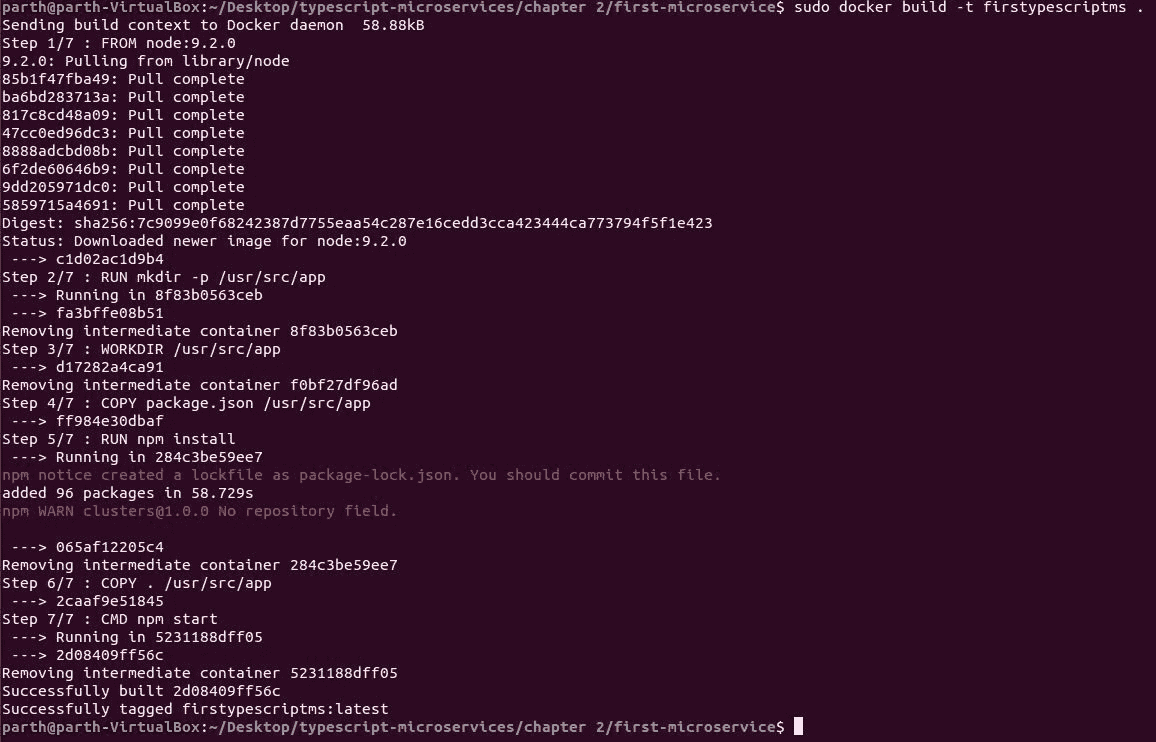 parth@parth-VirtualBox:~/Desktop/typescript-microservices/chapter 2/first-microservice$ sudo docker build -t firstypescriptms .
Sending build context to Docker daemon  58.88kB
Step 1/7 : FROM node:9.2.0
9.2.0: Pulling from library/node
85b1f47fba49: Pull complete
ba6bd283713a: Pull complete
817c8cd48a09: Pull complete
47cc0ed96dc3: Pull complete
8888adcbd08b: Pull complete
6f2de60646b9: Pull complete
9dd205971dc0: Pull complete
5859715a4691: Pull complete
Digest: sha256:7c9099e0f68242387d7755eaa54c287e16cedd3cca423444ca773794f5f1e423
Status: Downloaded newer image for node:9.2.0
 ---> c1d02ac1d9b4
Step 2/7 : RUN mkdir -p /usr/src/app
 ---> Running in 8f83b0563ceb
 ---> fa3bffe08b51
Removing intermediate container 8f83b0563ceb
Step 3/7 : WORKDIR /usr/src/app
 ---> d17282a4ca91
Removing intermediate container f0bf27df96ad
Step 4/7 : COPY package.json /usr/src/app
 ---> ff984e30dbaf
Step 5/7 : RUN npm install
 ---> Running in 284c3be59ee7
npm notice created a lockfile as package-lock.json. You should commit this file.
added 96 packages in 58.729s
npm WARN clusters@1.0.0 No repository field.
 ---> 065af12205c4
Removing intermediate container 284c3be59ee7
Step 6/7 : COPY . /usr/src/app
 ---> 2caaf9e51845
Step 7/7 : CMD npm start
 ---> Running in 5231188dff05
 ---> 2d08409ff56c
Removing intermediate container 5231188dff05
Successfully built 2d08409ff56c
Successfully tagged firstypescriptms:latest
parth@parth-VirtualBox:~/Desktop/typescript-microservices/chapter 2/first-microservice$